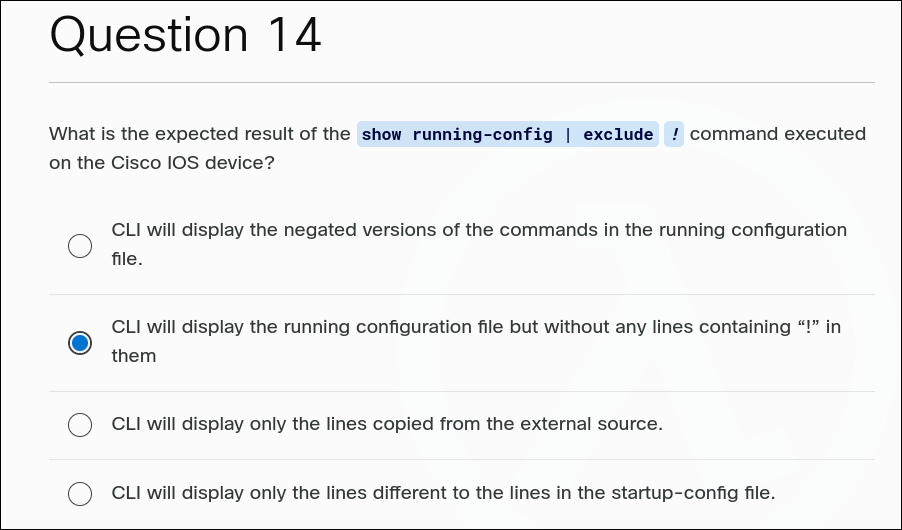 Question 14
What is the expected result of the show running-config | exclude ! command executed
on the Cisco IOS device?
CLI will display the negated versions of the commands in the running configuration
file.
CLI will display the running configuration file but without any lines containing “!” in
them
CLI will display only the lines copied from the external source.
CLI will display only the lines different to the lines in the startup-config file.